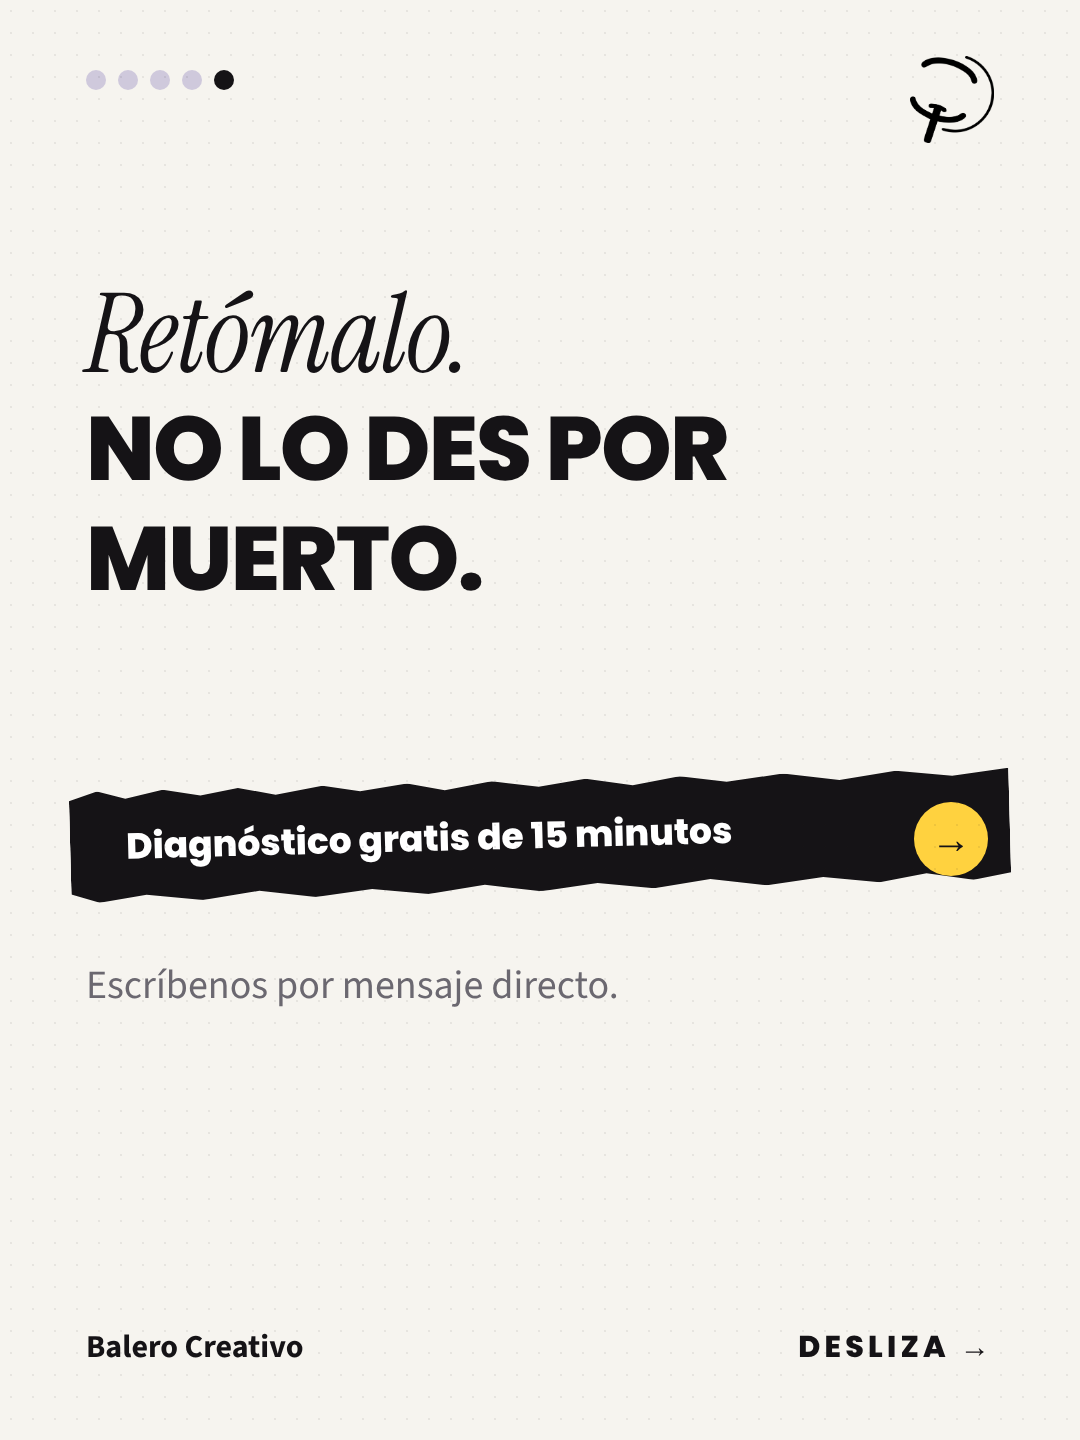 Retómalo.
NO LO DES POR
MUERTO.
Diagnóstico gratis de 15 minutos →
Escríbenos por mensaje directo.
Balero Creativo
DESLIZA →